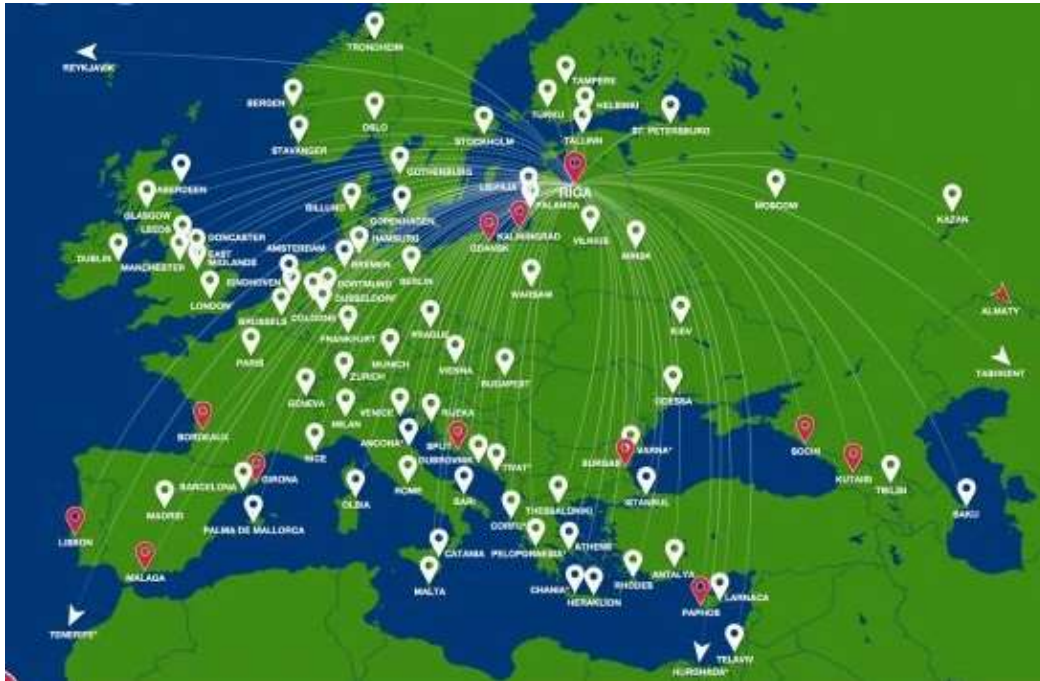 TRONDHEIM
REYKJAVIK
TAMPERE
BERGEN
HELSINKI
TURKU
OSLO
ST. PETERSBURG
STOCKHOLM
TALLINN
STAVANGER
GOTHENBURG
LIEPAJA
RIGA
ABERDEEN
PALANGA
MOSCOW
BILLUND
GLASGOW
COPENHAGEN
KAZAN
LEEDS
KALININGRAD
DONCASTER
HAMBURG
VILNIUS
GDANSK
AMSTERDAM
EAST
MIDLANDS
DUBLIN
MANCHESTER
BREMEN
MINSK
EINDHOVEN
DORTMUND
BERLIN
WARSAW
DUSSELDORF
LONDON*
ALMATY
COLOGNE
BRUSSELS
KIEV
FRANKFURT
PRAGUE
PARIS
MUNICH
VIENNA
TASHKENT
ZURICH
BUDAPEST
GENEVA
ODESSA
VENICE
RIJEKA
MILAN
BORDEAUX
ANCONA*
SPLIT
NICE
VARNA*
SOCHI
DUBROVNIK
BURGAS
TIVAT*
GIRONA
KUTAISI
BARCELONA
ROME
BARI
TBILISI
MADRID
OLBIA
ISTANBUL
PALMA DE MALLORCA
THESSALONIKI
BAKU
CORFU*
LISBON
ATHENS
CATANIA
PELOPONNESE*
MALAGA
RHODES
ANTALYA
MALTA
CHANIA*
LARNACA
HERAKLION
PAPHOS
TENERIFE*
TELAVIV
HURGHADA*